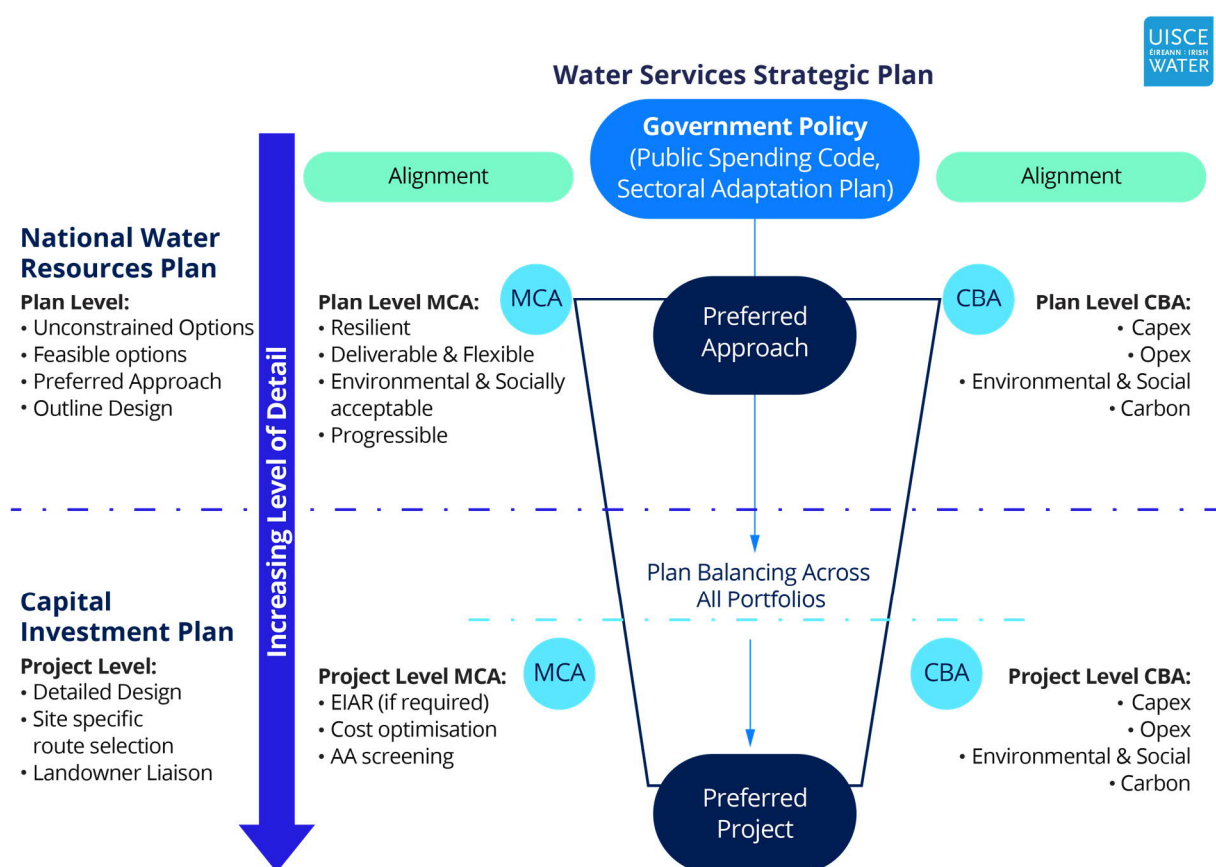 UISCE
ÉIREANN : IRISH
WATER
Water Services Strategic Plan
Government Policy
(Public Spending Code,
Sectoral Adaptation Plan)
Alignment
Alignment
Increasing Level of Detail
National Water
Resources Plan
Plan Level:
• Unconstrained Options
• Feasible options
• Preferred Approach
• Outline Design
Plan Level MCA:
• Resilient
• Deliverable & Flexible
• Environmental & Socially
acceptable
• Progressible
MCA
Preferred
Approach
CBA
Plan Level CBA:
• Capex
• Opex
• Environmental & Social
• Carbon
Plan Balancing Across
All Portfolios
Capital
Investment Plan
Project Level:
• Detailed Design
• Site specific
route selection
• Landowner Liaison
Project Level MCA:
• EIAR (if required)
• Cost optimisation
• AA screening
MCA
CBA
Project Level CBA:
• Capex
• Opex
• Environmental & Social
• Carbon
Preferred
Project